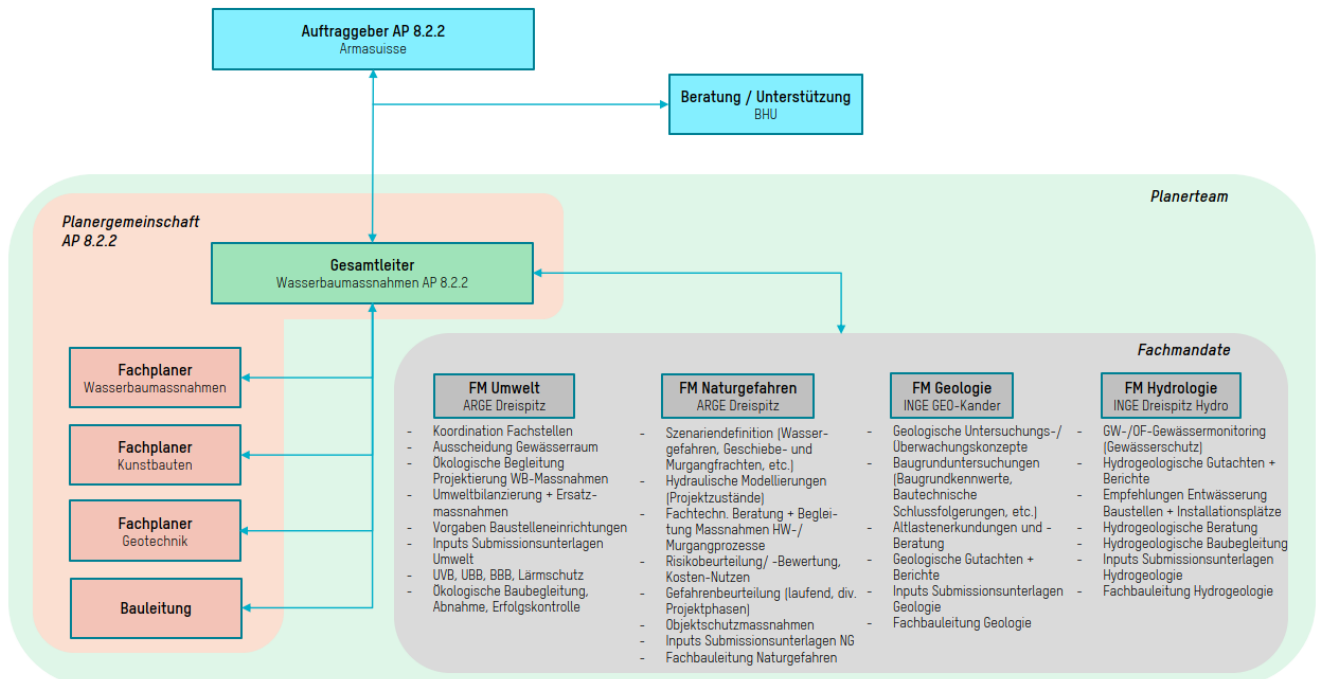 Auftraggeber AP 8.2.2
Armasuisse
Beratung / Unterstützung
BHU
Planerteam
Planergemeinschaft
AP 8.2.2
Gesamtleiter
Wasserbaumassnahmen AP 8.2.2
Fachplaner
Wasserbaumassnahmen
Fachplaner
Kunstbauten
Fachplaner
Geotechnik
Bauleitung
Fachmandate
FM Umwelt
ARGE Dreispitz
- Koordination Fachstellen
- Ausscheidung Gewässerraum
- Ökologische Begleitung
Projektierung WB-Massnahmen
- Umweltbilanzierung + Ersatz-
massnahmen
- Vorgaben Baustelleneinrichtungen
- Inputs Submissionsunterlagen
Umwelt
- UVB, UBB, BBB, Lärmschutz
- Ökologische Baubegleitung,
Abnahme, Erfolgskontrolle
FM Naturgefahren
ARGE Dreispitz
- Szenariendefinition (Wasser-
gefahren, Geschiebe- und
Murgangfrachten, etc.)
- Hydraulische Modellierungen
(Projektzustände)
- Fachtechn. Beratung + Beglei-
tung Massnahmen HW-/
Murgangprozesse
- Risikobeurteilung/ -Bewertung,
Kosten-Nutzen
- Gefahrenbeurteilung (laufend, div.
Projektphasen)
- Objektschutzmassnahmen
- Inputs Submissionsunterlagen NG
- Fachbauleitung Naturgefahren
FM Geologie
INGE GEO-Kander
- Geologische Untersuchungs-/
Überwachungskonzepte
- Baugrunduntersuchungen
(Baugrundkennwerte,
Bautechnische
Schlussfolgerungen, etc.)
- Altlastenerkundungen und -
Beratung
- Geologische Gutachten +
Berichte
- Inputs Submissionsunterlagen
Geologie
- Fachbauleitung Geologie
FM Hydrologie
INGE Dreispitz Hydro
- GW-/OF-Gewässermonitoring
(Gewässerschutz)
- Hydrogeologische Gutachten +
Berichte
- Empfehlungen Entwässerung
Baustellen + Installationsplätze
- Hydrogeologische Beratung
- Hydrogeologische Baubegleitung
- Inputs Submissionsunterlagen
Hydrogeologie
- Fachbauleitung Hydrogeologie